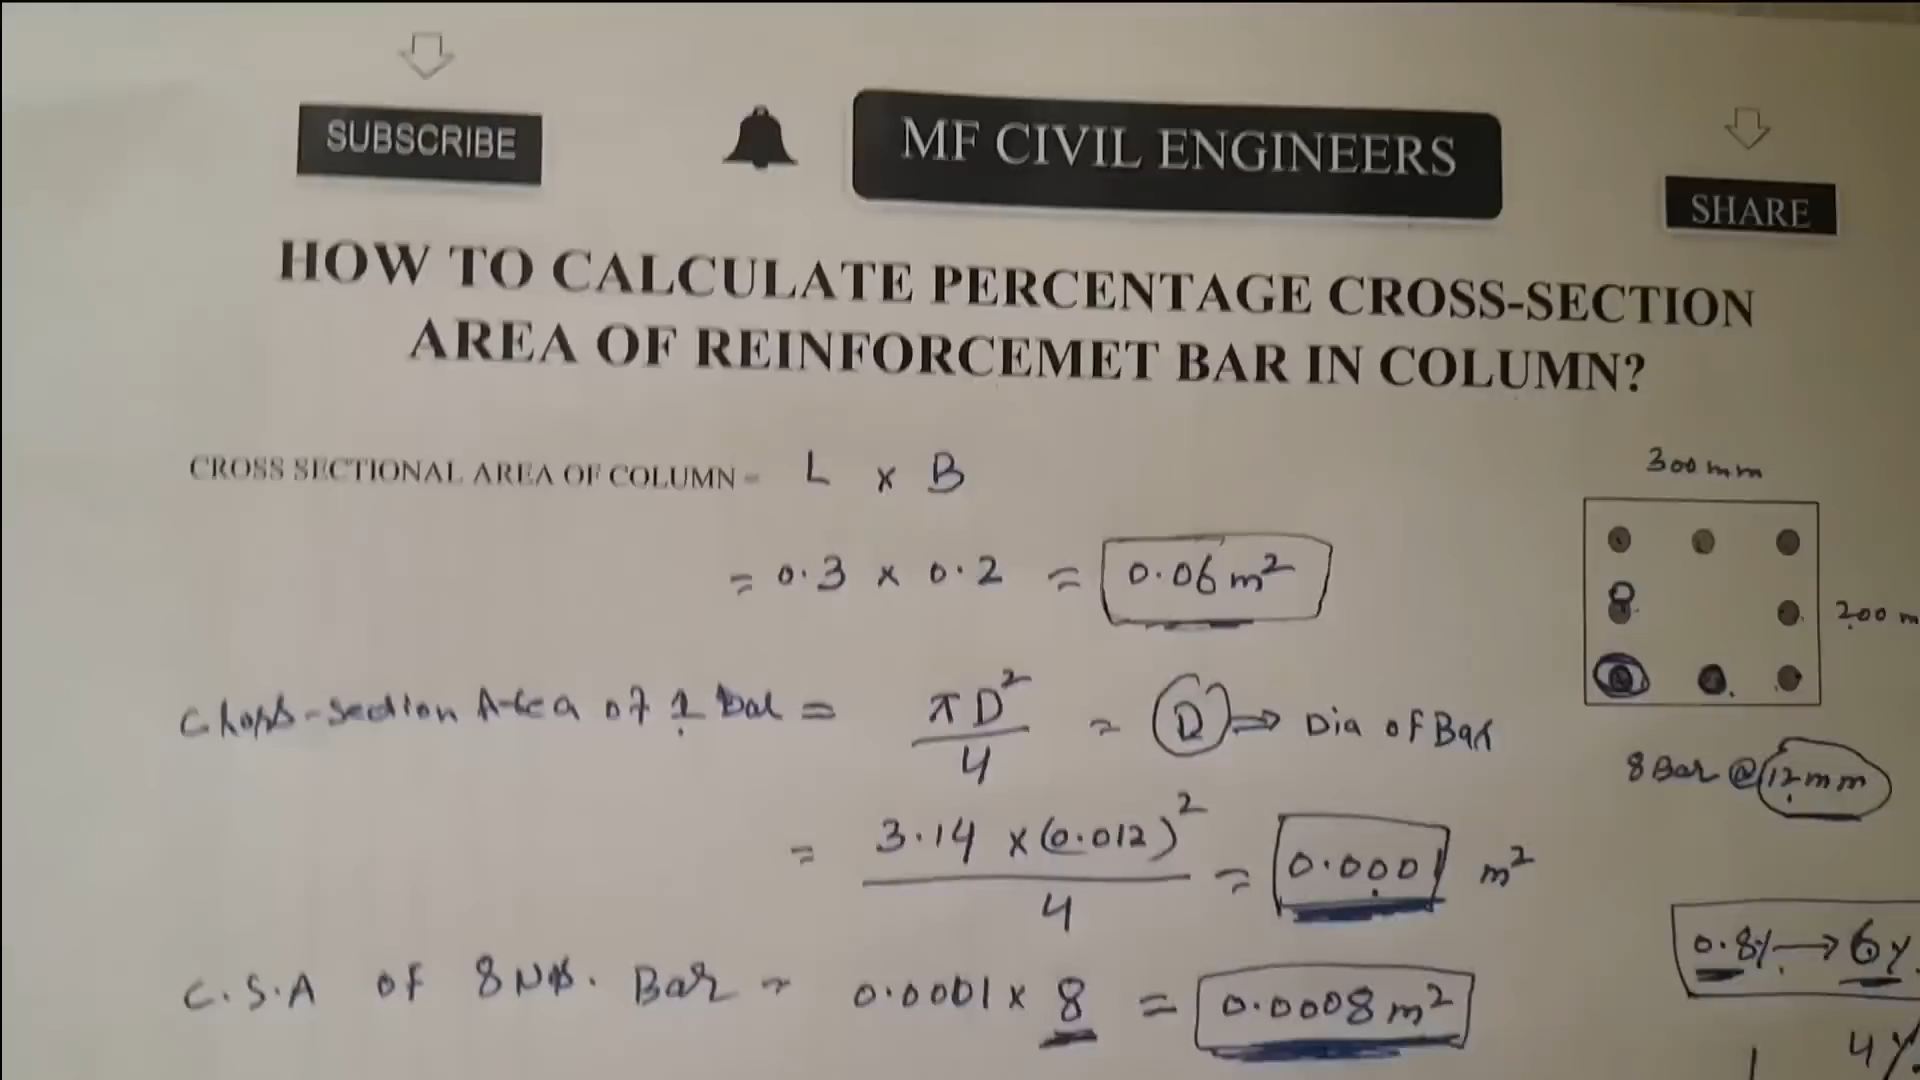 SUBSCRIBE
MF CIVIL ENGINEERS
SHARE
HOW TO CALCULATE PERCENTAGE CROSS-SECTION
AREA OF REINFORCEMET BAR IN COLUMN?
CROSS SECTIONAL AREA OF COLUMN = L x B
= 0.3 x 0.2 = 0.06 m²
300 mm
200 m
Cross-section Area of 1 bar = πD²/4 = D ⇒ Dia of Bar
8 Bar @ 12mm
= 3.14 x (0.012)²/4 = 0.0001 m²
0.8% → 6%
C.S.A of 8 Nos. Bar = 0.0001 x 8 = 0.0008 m²
4%